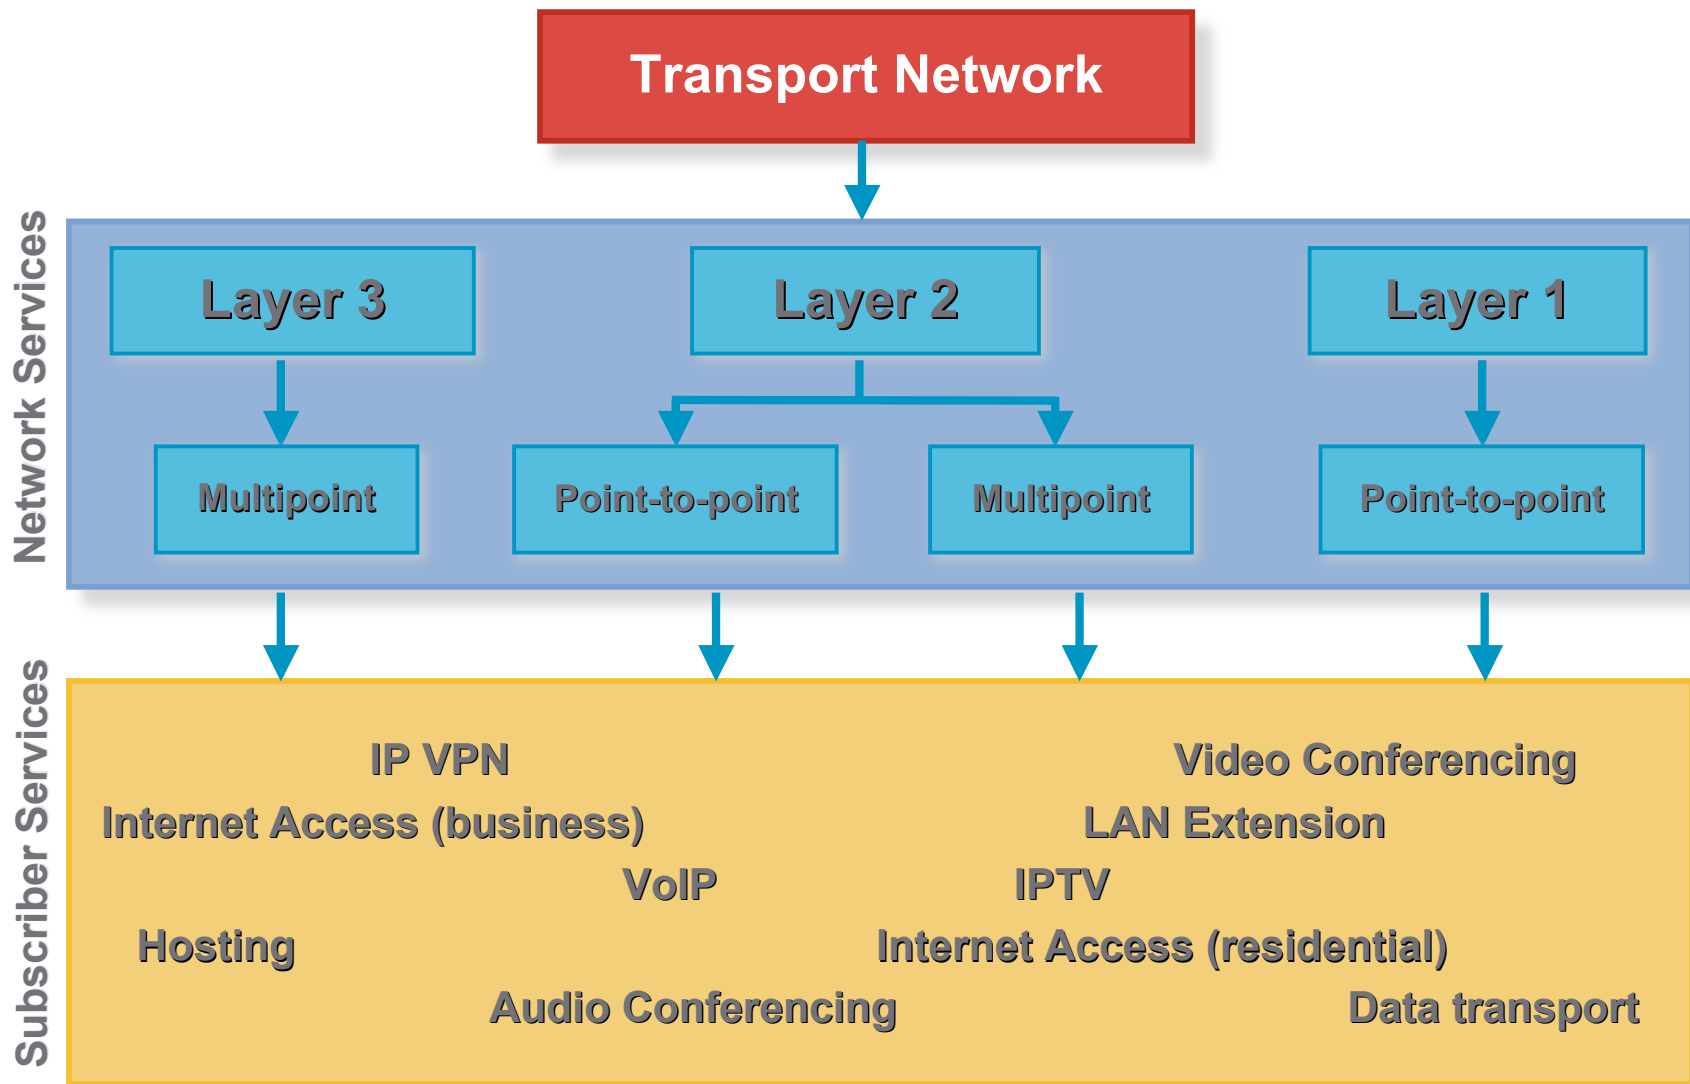 Transport Network
Network Services
Layer 3
Layer 2
Layer 1
Multipoint
Point-to-point
Multipoint
Point-to-point
Subscriber Services
IP VPN
Video Conferencing
Internet Access (business)
LAN Extension
VoIP
IPTV
Hosting
Internet Access (residential)
Audio Conferencing
Data transport